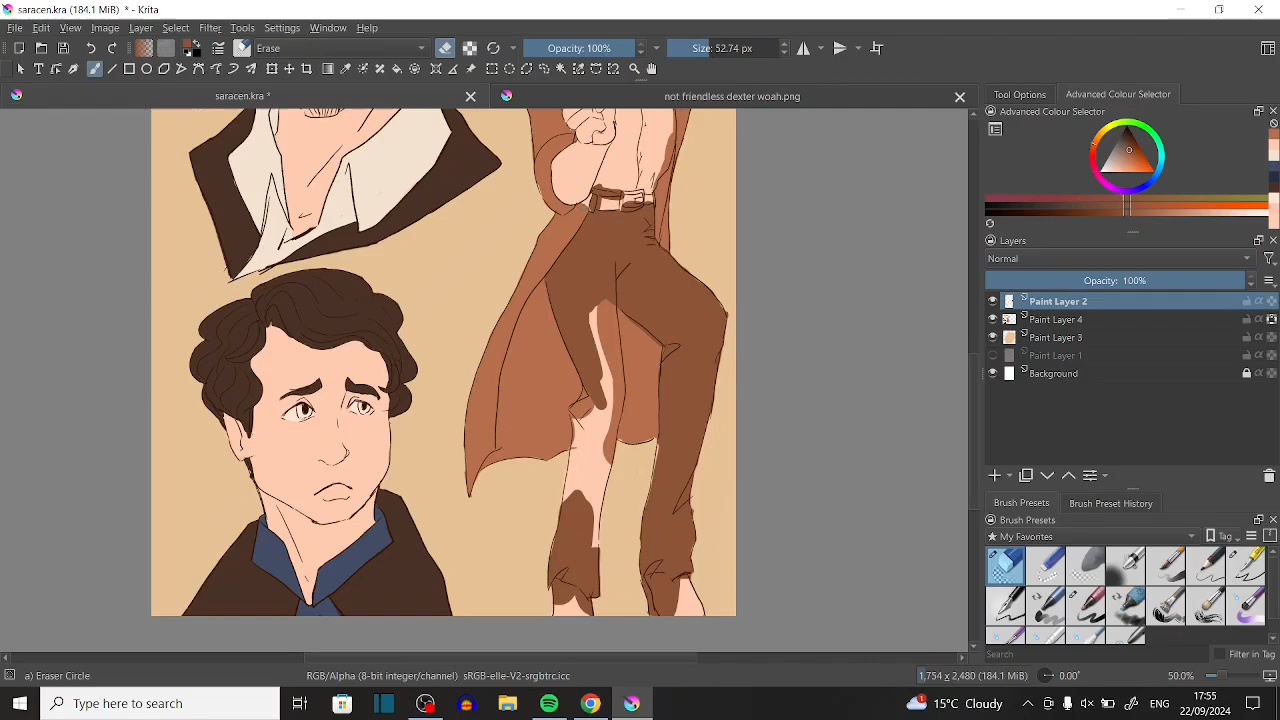 saracen.kra (184.1 MiB) * - Krita
File Edit View Image Layer Select Filter Tools Settings Window Help
Erase Opacity: 100% Size: 52.74 px
saracen.kra * not friendless dexter woah.png
Tool Options Advanced Colour Selector
Advanced Colour Selector
Layers
Normal
Opacity: 100%
Paint Layer 2
Paint Layer 4
Paint Layer 3
Paint Layer 1
Background
Brush Presets Brush Preset History
Brush Presets
My Favorites Tag
Search Filter in Tag
a) Eraser Circle RGB/Alpha (8-bit integer/channel) sRGB-elle-V2-srgbtrc.icc 1,754 x 2,480 (184.1 MiB) 0.00° 50.0%
Type here to search 15°C Cloudy 17:55
22/09/2024